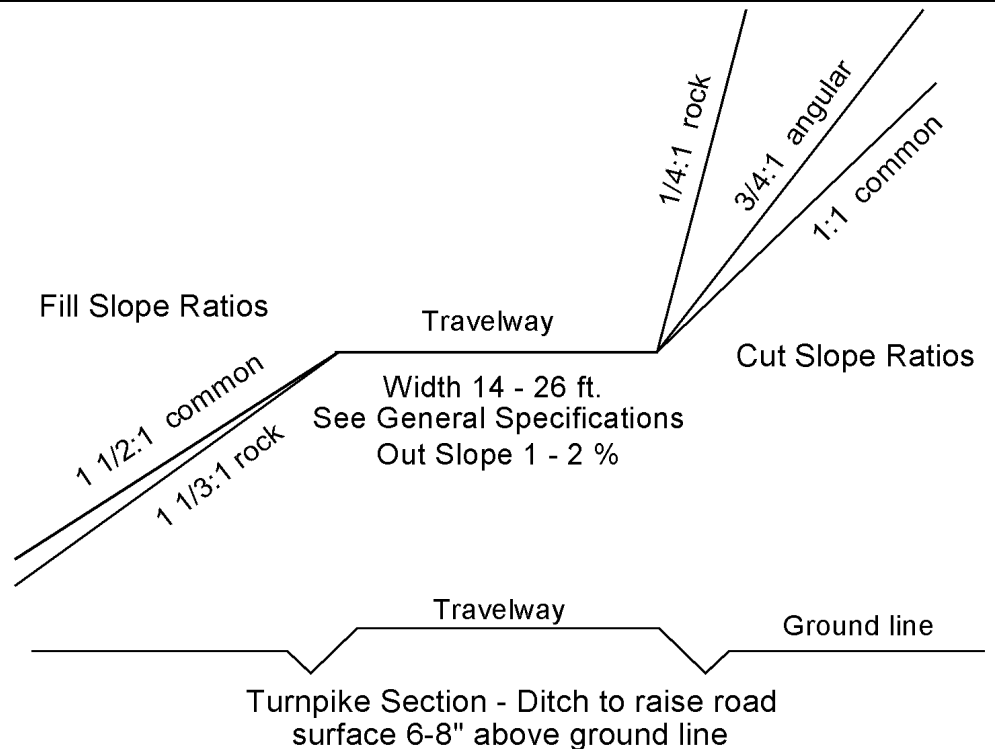 1/4:1 rock
3/4:1 angular
1:1 common
Fill Slope Ratios
Travelway
Cut Slope Ratios
Width 14 - 26 ft.
See General Specifications
Out Slope 1 - 2 %
1 1/2:1 common
1 1/3:1 rock
Travelway
Ground line
Turnpike Section - Ditch to raise road
surface 6-8" above ground line